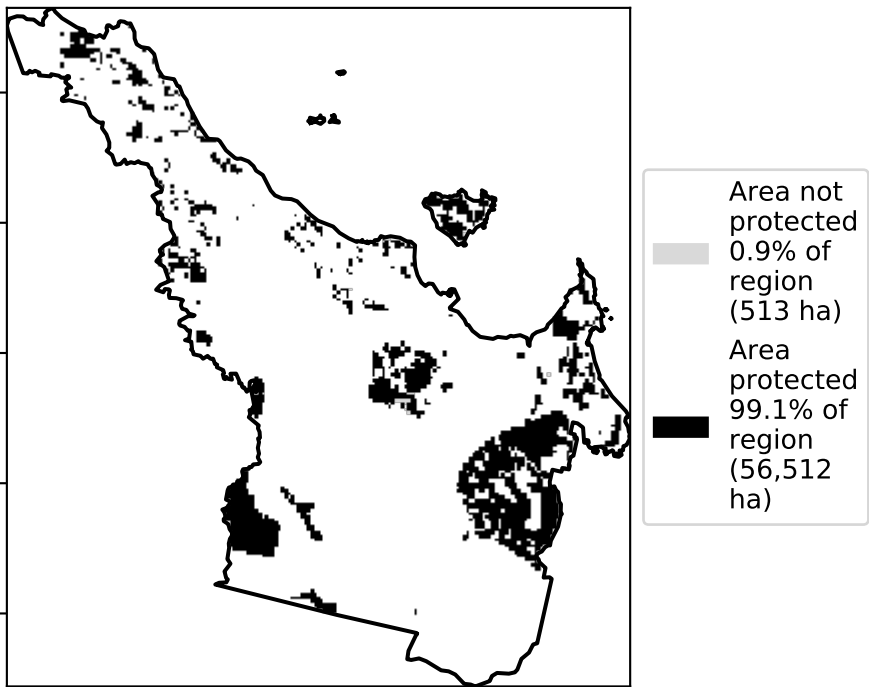 Area not
protected
0.9% of
region
(513 ha)
Area
protected
99.1% of
region
(56,512
ha)